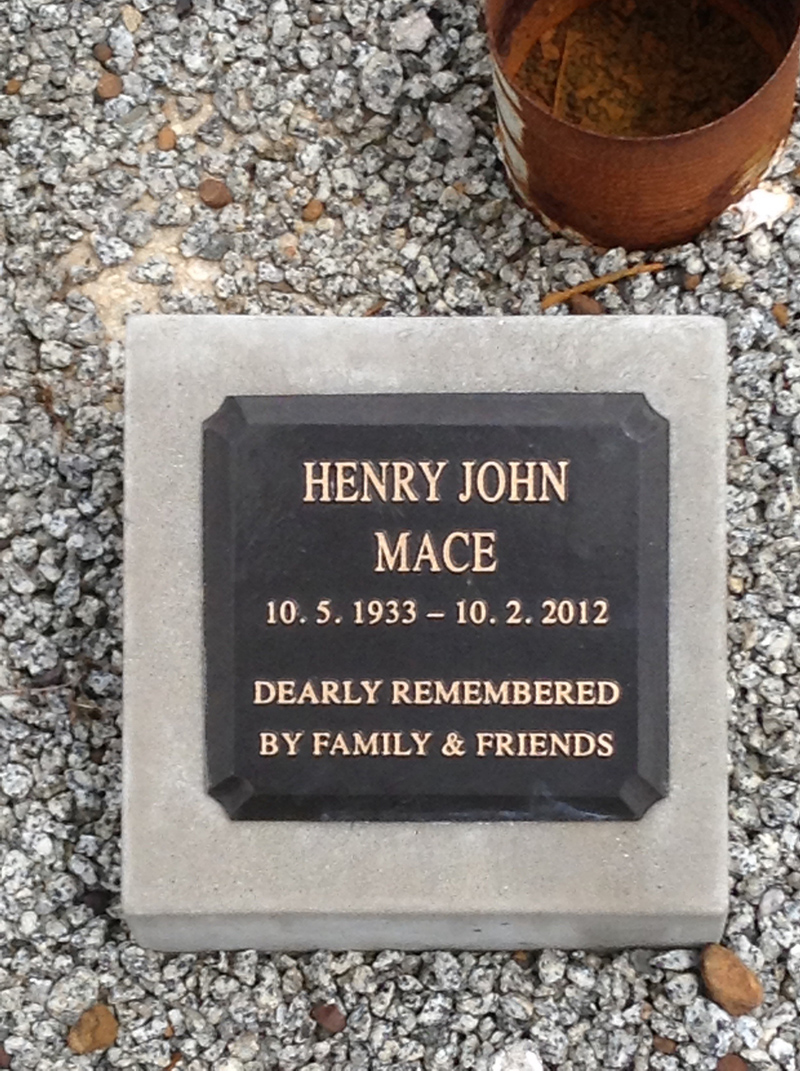 HENRY JOHN
MACE
10. 5. 1933 – 10. 2. 2012
DEARLY REMEMBERED
BY FAMILY & FRIENDS